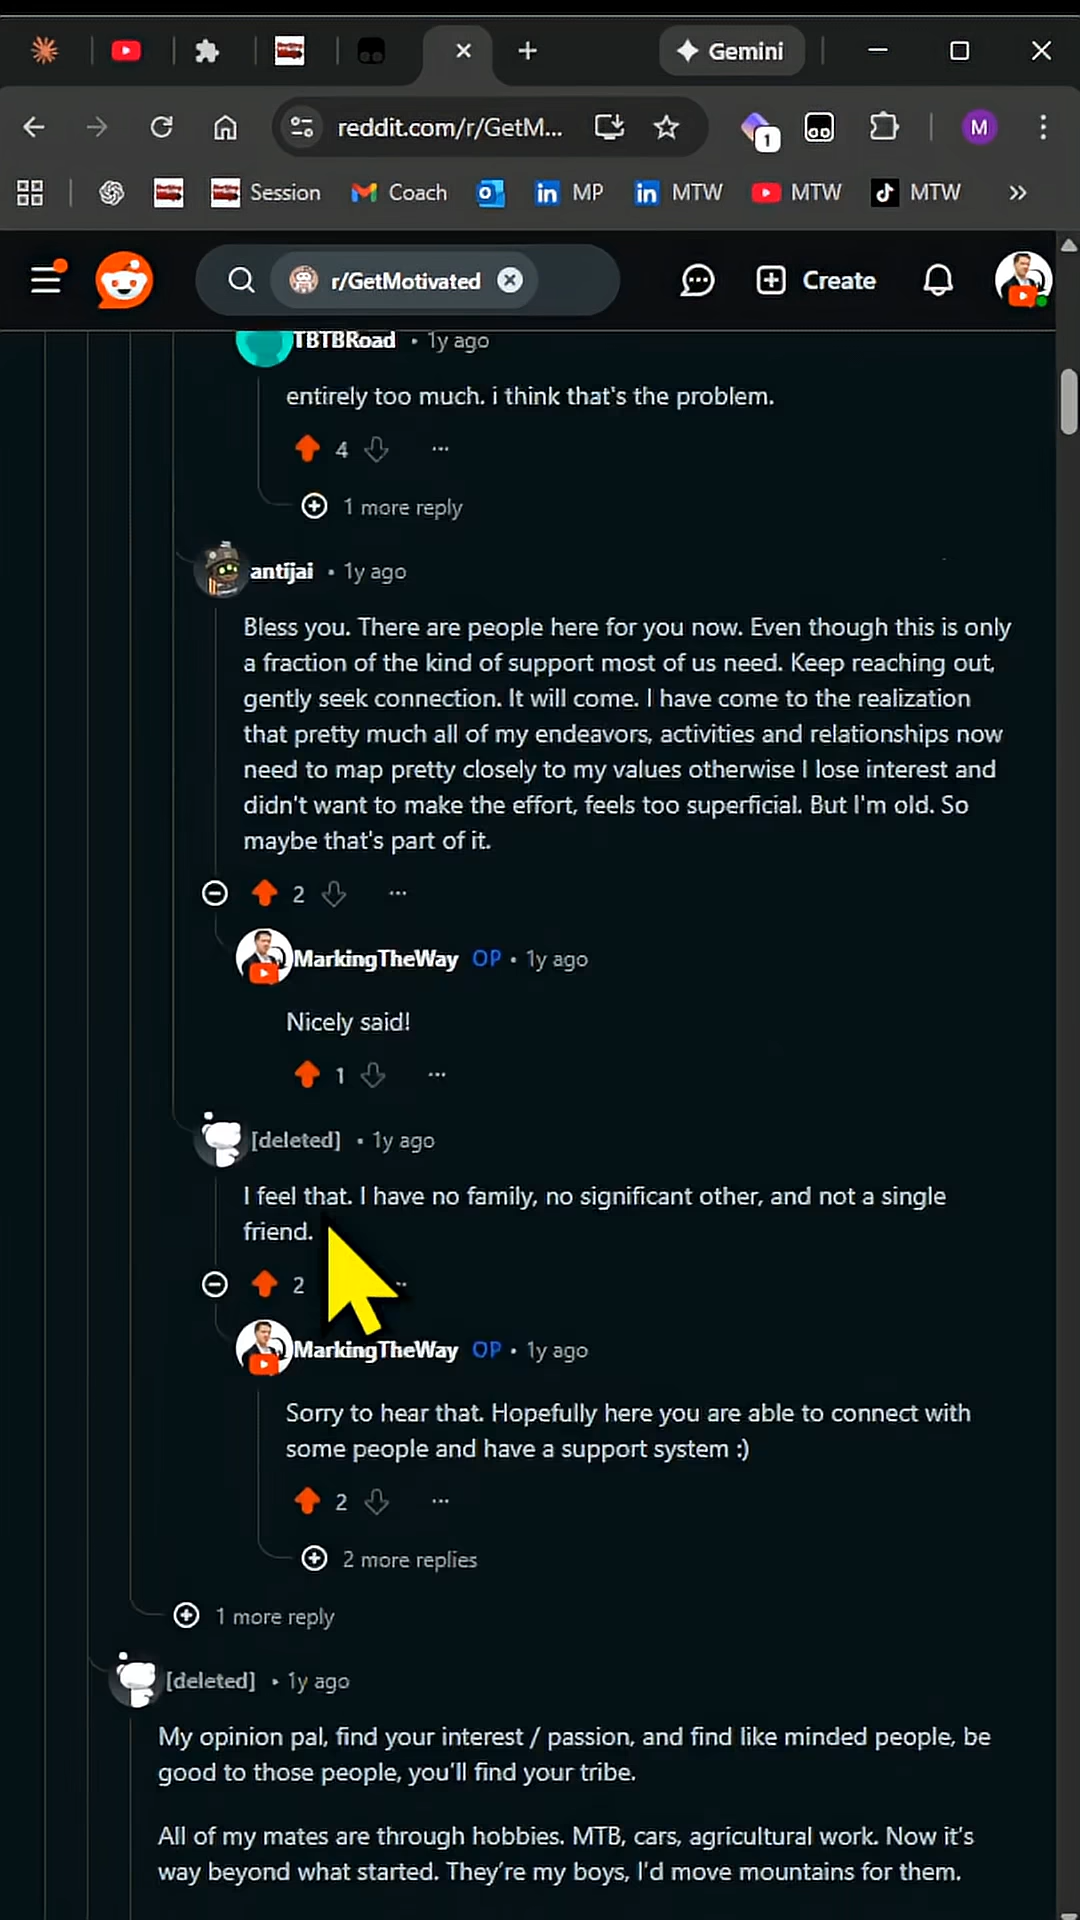 Gemini
reddit.com/r/GetM...
1
M
Session
Coach
MP
MTW
MTW
MTW
r/GetMotivated
Create
TBTBRoad • 1y ago
entirely too much. i think that's the problem.
4
1 more reply
antijai • 1y ago
Bless you. There are people here for you now. Even though this is only
a fraction of the kind of support most of us need. Keep reaching out,
gently seek connection. It will come. I have come to the realization
that pretty much all of my endeavors, activities and relationships now
need to map pretty closely to my values otherwise I lose interest and
didn't want to make the effort, feels too superficial. But I'm old. So
maybe that's part of it.
2
MarkingTheWay OP • 1y ago
Nicely said!
1
[deleted] • 1y ago
I feel that. I have no family, no significant other, and not a single
friend.
2
MarkingTheWay OP • 1y ago
Sorry to hear that. Hopefully here you are able to connect with
some people and have a support system :)
2
2 more replies
1 more reply
[deleted] • 1y ago
My opinion pal, find your interest / passion, and find like minded people, be
good to those people, you'll find your tribe.
All of my mates are through hobbies. MTB, cars, agricultural work. Now it's
way beyond what started. They're my boys, I'd move mountains for them.